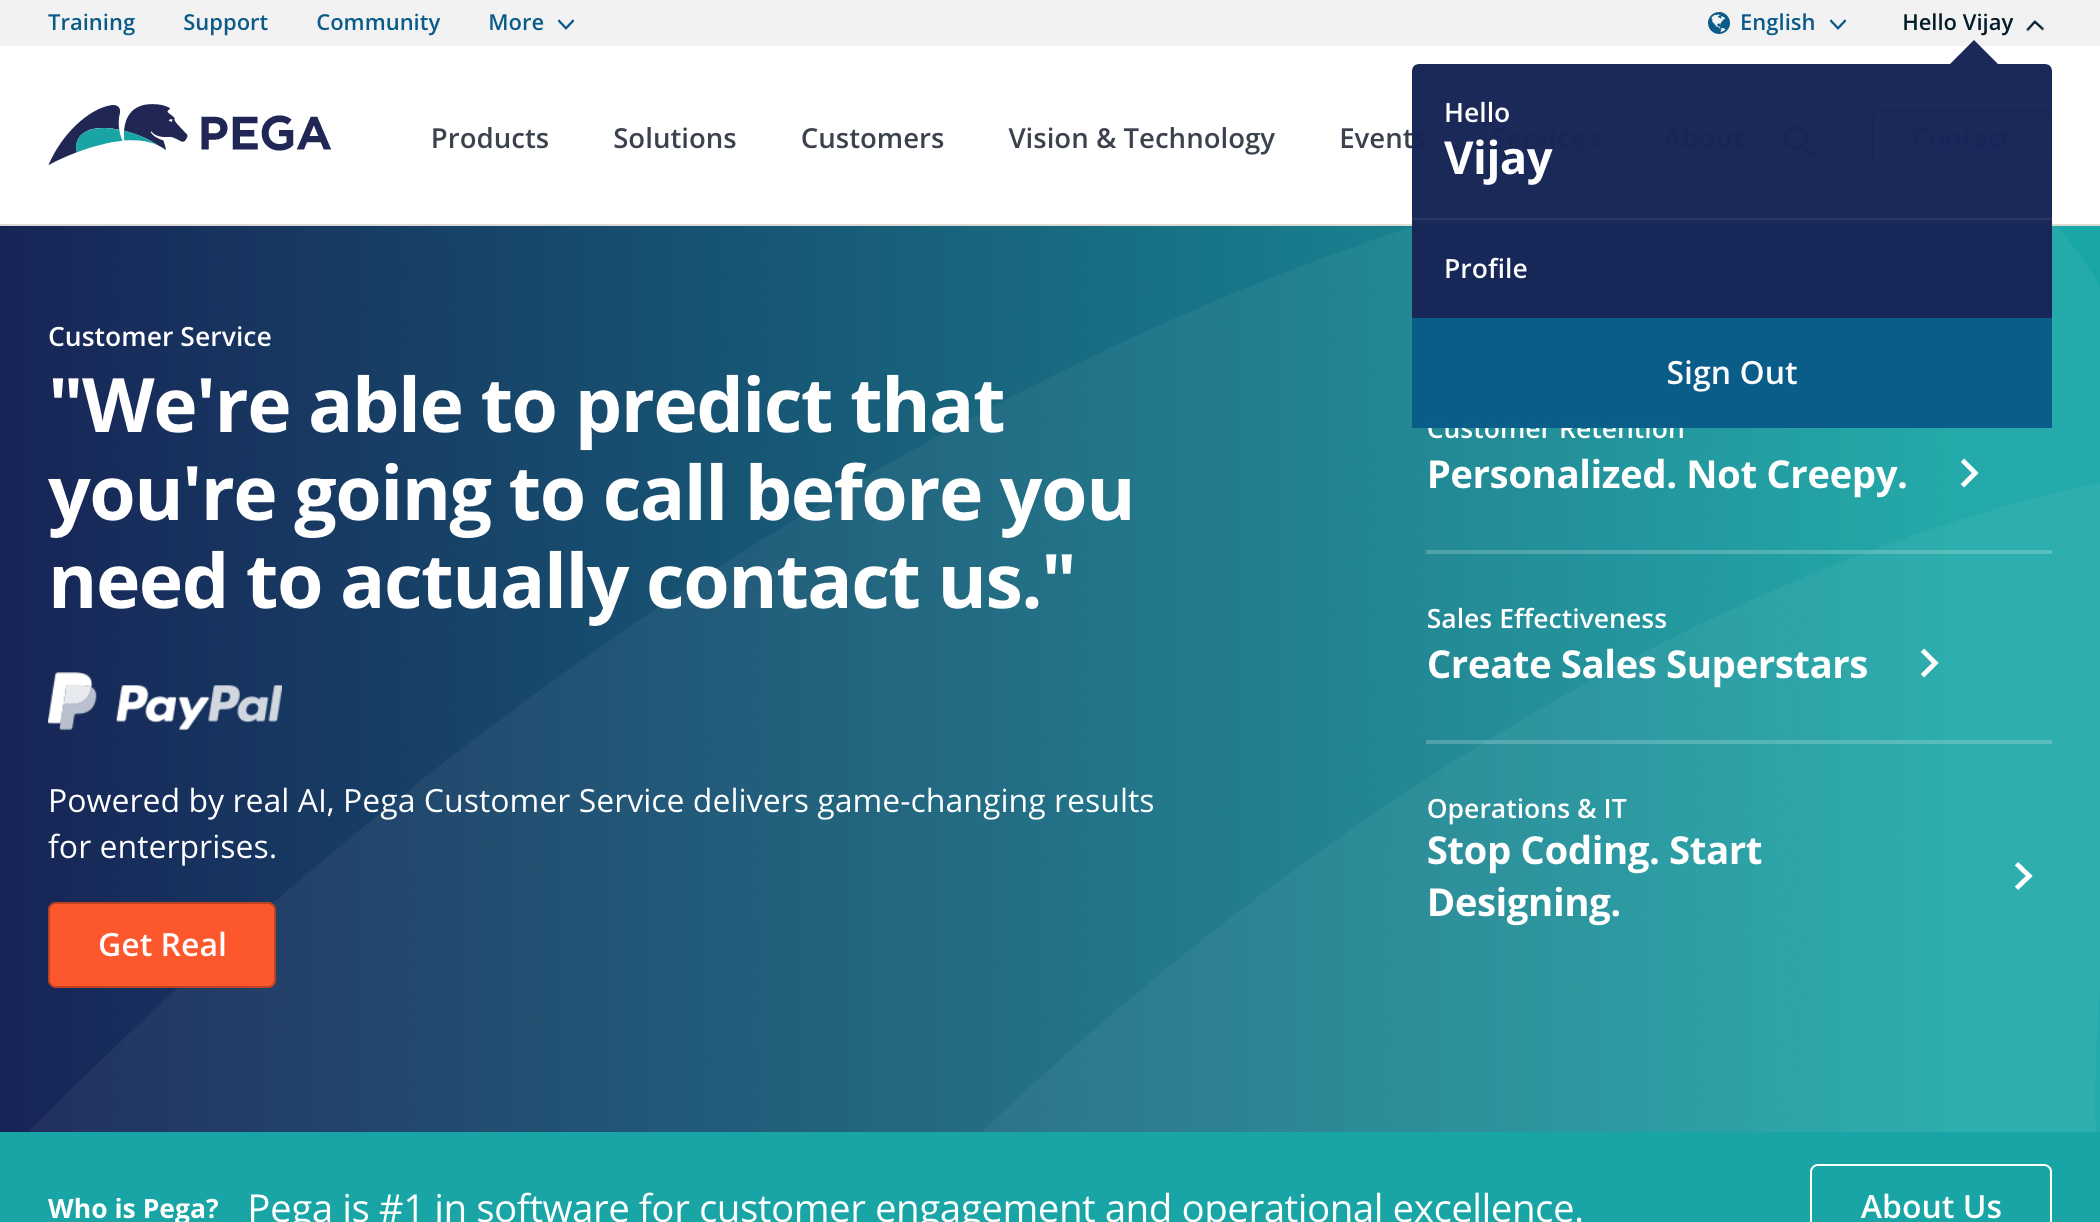 Training Support Community More English Hello Vijay
PEGA Products Solutions Customers Vision & Technology Events Services About Contact
Hello
Vijay
Profile
Sign Out
Customer Service
"We're able to predict that
you're going to call before you
need to actually contact us."
PayPal
Powered by real AI, Pega Customer Service delivers game-changing results
for enterprises.
Get Real
Customer Retention
Personalized. Not Creepy.
Sales Effectiveness
Create Sales Superstars
Operations & IT
Stop Coding. Start
Designing.
Who is Pega? Pega is #1 in software for customer engagement and operational excellence.
About Us